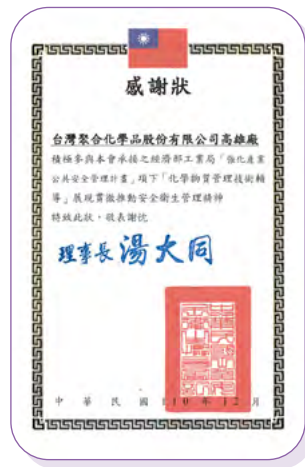 感謝狀
台灣聚合化學品股份有限公司高雄廠
積極參與本會承接之經濟部工業局「強化產業
公共安全管理計畫」項下「化學物質管理技術輔
導」展現貫徹推動安全衛生管理精神
特致此狀，敬表謝忱
理事長 湯大同
中華民國110年12月